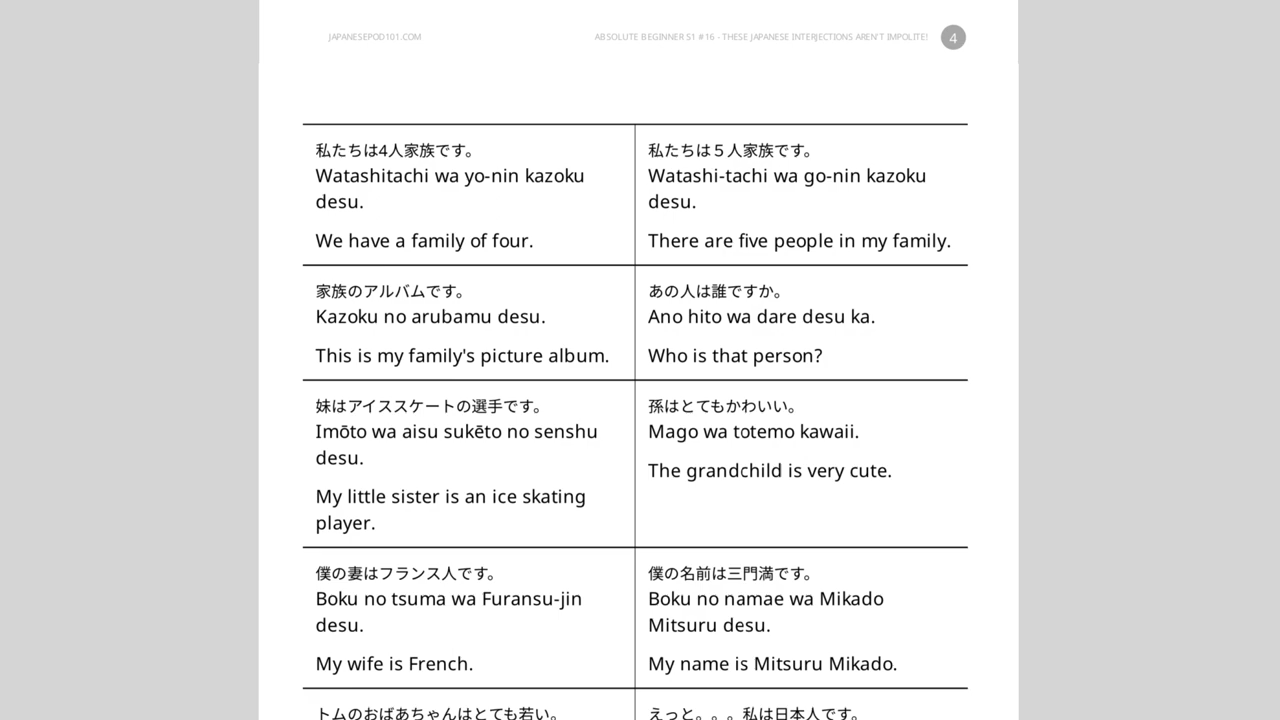 JAPANESEPOD101.COM
ABSOLUTE BEGINNER S1 #16 - THESE JAPANESE INTERJECTIONS AREN'T IMPOLITE!
4
私たちは4人家族です。
Watashitachi wa yo-nin kazoku
desu.
We have a family of four.
私たちは５人家族です。
Watashi-tachi wa go-nin kazoku
desu.
There are five people in my family.
家族のアルバムです。
Kazoku no arubamu desu.
This is my family's picture album.
あの人は誰ですか。
Ano hito wa dare desu ka.
Who is that person?
妹はアイススケートの選手です。
Imōto wa aisu sukēto no senshu
desu.
My little sister is an ice skating
player.
孫はとてもかわいい。
Mago wa totemo kawaii.
The grandchild is very cute.
僕の妻はフランス人です。
Boku no tsuma wa Furansu-jin
desu.
My wife is French.
僕の名前は三門満です。
Boku no namae wa Mikado
Mitsuru desu.
My name is Mitsuru Mikado.
トムのおばあちゃんはとても若い。
えっと。。。私は日本人です。